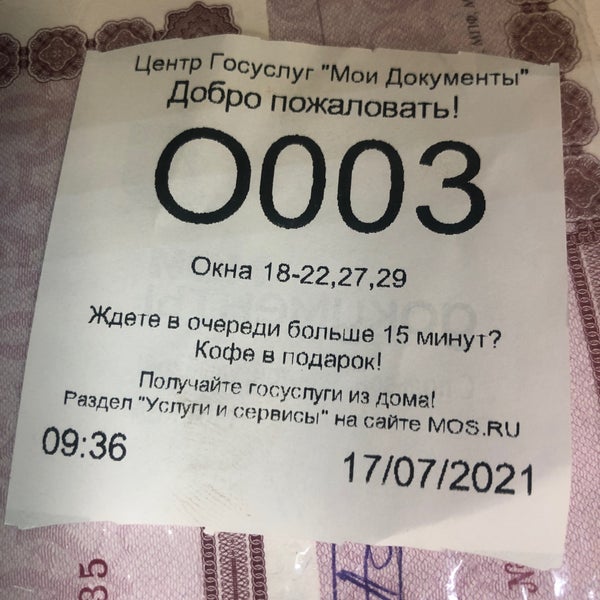 Центр Госуслуг "Мои Документы"
Добро пожаловать!
О003
Окна 18-22,27,29
Ждете в очереди больше 15 минут?
Кофе в подарок!
Получайте госуслуги из дома!
Раздел "Услуги и сервисы" на сайте MOS.RU
09:36
17/07/2021